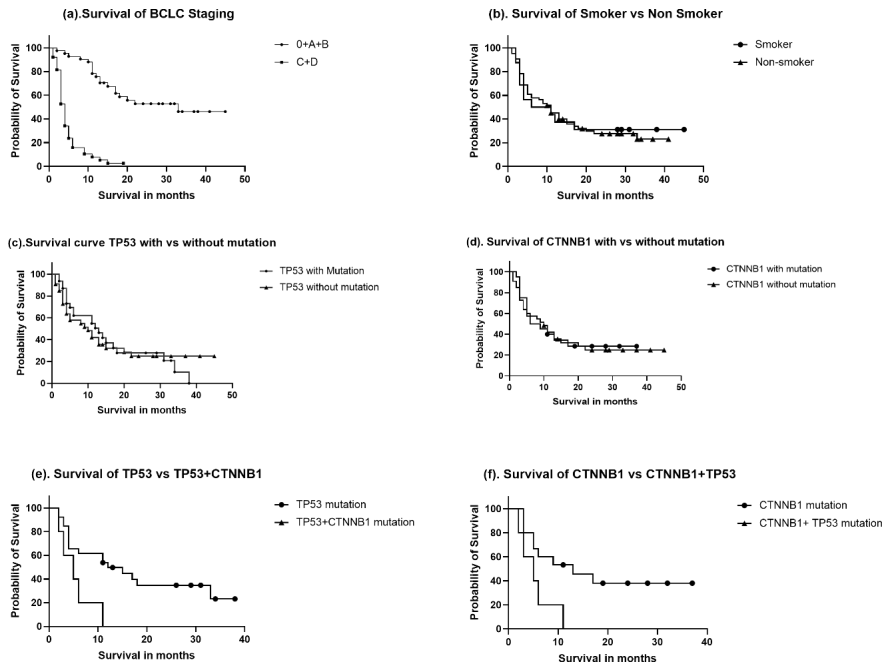 (a).Survival of BCLC Staging
Probability of Survival
100
80
60
40
20
0
0 10 20 30 40 50
Survival in months
0+A+B
C+D
(b). Survival of Smoker vs Non Smoker
Probability of Survival
100
80
60
40
20
0
0 10 20 30 40 50
Survival in months
Smoker
Non-smoker
(c).Survival curve TP53 with vs without mutation
Probability of Survival
100
80
60
40
20
0
0 10 20 30 40 50
Survival in months
TP53 with Mutation
TP53 without mutation
(d). Survival of CTNNB1 with vs without mutation
Probability of Survival
100
80
60
40
20
0
0 10 20 30 40 50
Survival in months
CTNNB1 with mutation
CTNNB1 without mutation
(e). Survival of TP53 vs TP53+CTNNB1
Probability of Survival
100
80
60
40
20
0
0 10 20 30 40
Survival in months
TP53 mutation
TP53+CTNNB1 mutation
(f). Survival of CTNNB1 vs CTNNB1+TP53
Probability of Survival
100
80
60
40
20
0
0 10 20 30 40
Survival in months
CTNNB1 mutation
CTNNB1+ TP53 mutation